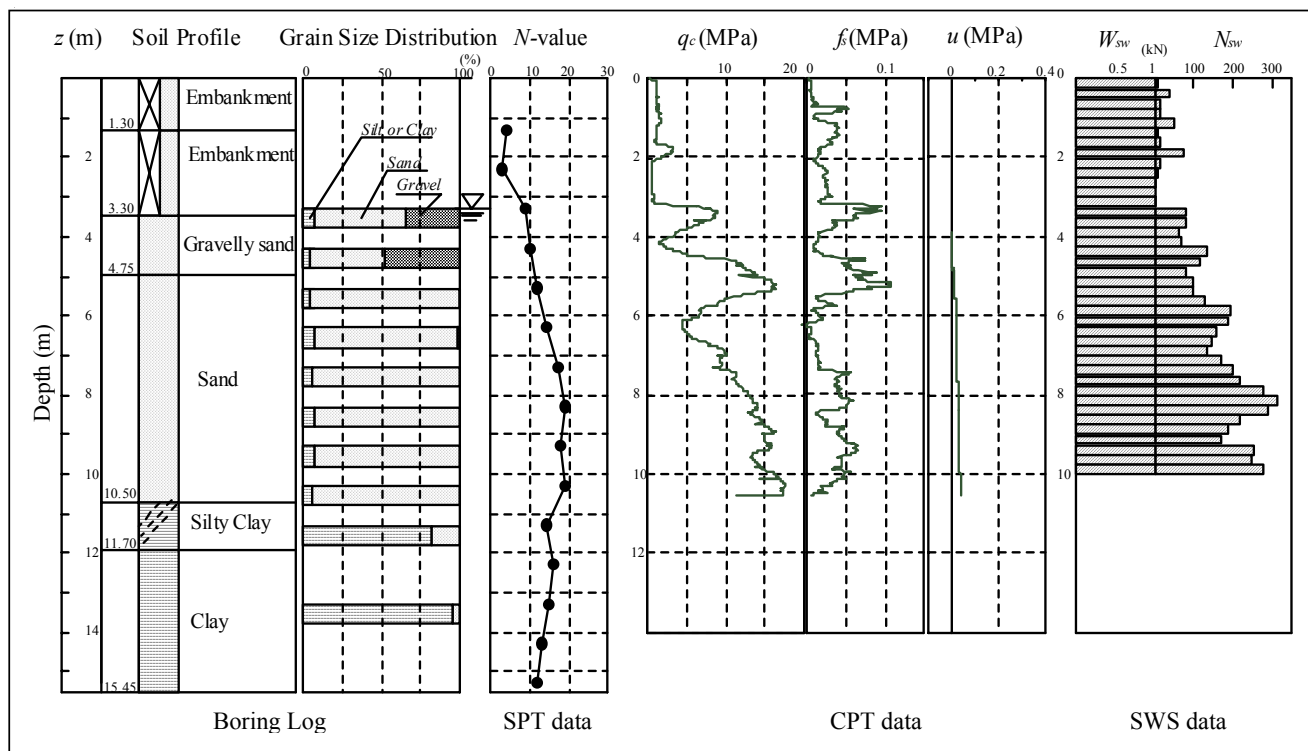 z (m) Soil Profile Grain Size Distribution N-value qc (MPa) fs (MPa) u (MPa) Wsw (kN) Nsw
(%)
0 50 100 0 10 20 30 0 10 20 0 0.1 0 0.2 0.4 0 0.5 1 100 200 300
Embankment
1.30
Silt or Clay
Embankment
Sand
Gravel
3.30
Gravelly sand
4.75
Sand
10.50
Silty Clay
11.70
Clay
15.45
Depth (m)
2
4
6
8
10
12
14
0
2
4
6
8
10
12
0
2
4
6
8
10
Boring Log SPT data CPT data SWS data